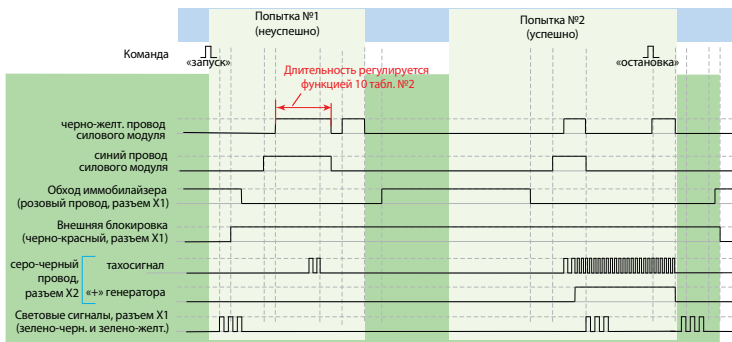 Попытка №1
(неуспешно)
Попытка №2
(успешно)
Команда
«запуск»
«остановка»
Длительность регулируется
функцией 10 табл. №2
черно-желт. провод
силового модуля
синий провод
силового модуля
Обход иммобилайзера
(розовый провод, разъем X1)
Внешняя блокировка
(черно-красный, разъем X1)
серо-черный
провод,
разъем X2
тахосигнал
«+» генератора
Световые сигналы, разъем X1
(зелено-черн. и зелено-желт.)